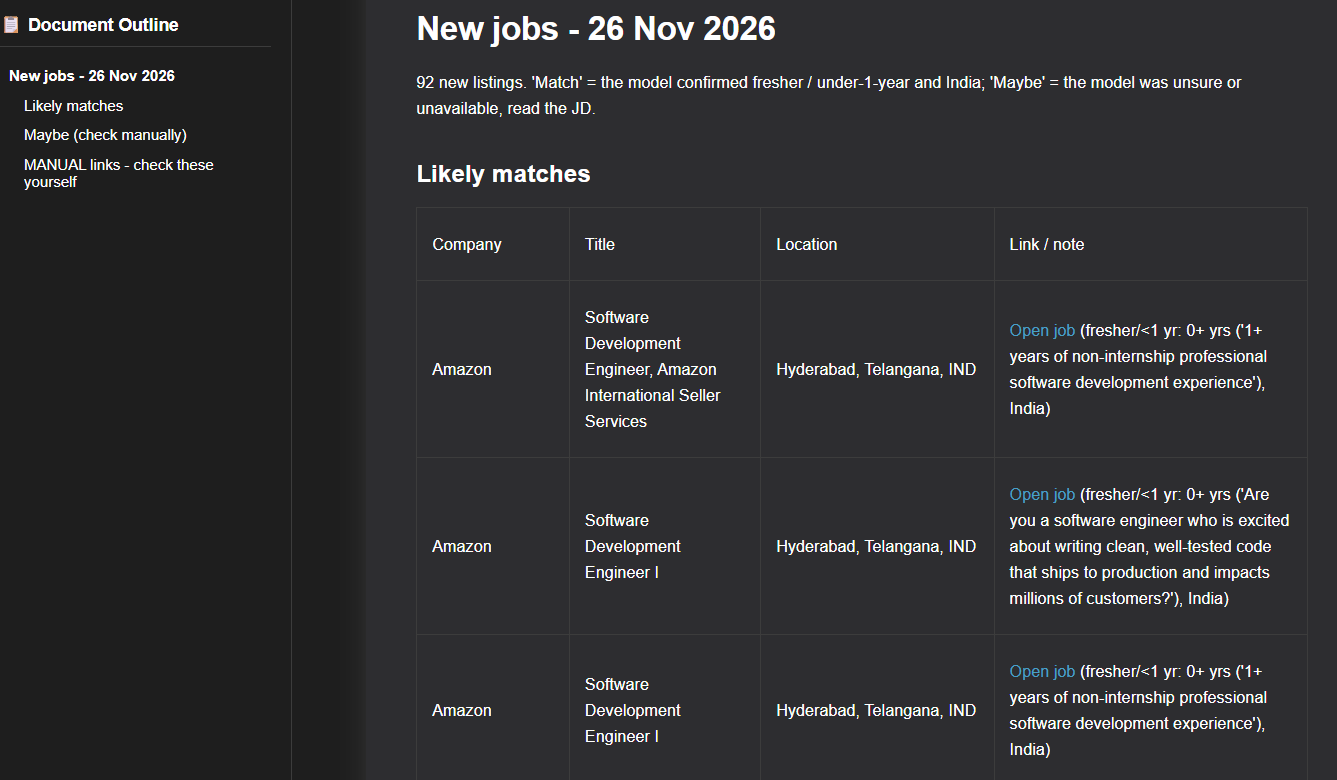 Document Outline
New jobs - 26 Nov 2026
Likely matches
Maybe (check manually)
MANUAL links - check these
yourself
New jobs - 26 Nov 2026
92 new listings. 'Match' = the model confirmed fresher / under-1-year and India; 'Maybe' = the model was unsure or
unavailable, read the JD.
Likely matches
Company
Title
Location
Link / note
Amazon
Software
Development
Engineer, Amazon
International Seller
Services
Hyderabad, Telangana, IND
Open job (fresher/<1 yr: 0+ yrs ('1+
years of non-internship professional
software development experience'),
India)
Amazon
Software
Development
Engineer I
Hyderabad, Telangana, IND
Open job (fresher/<1 yr: 0+ yrs ('Are
you a software engineer who is excited
about writing clean, well-tested code
that ships to production and impacts
millions of customers?'), India)
Amazon
Software
Development
Engineer I
Hyderabad, Telangana, IND
Open job (fresher/<1 yr: 0+ yrs ('1+
years of non-internship professional
software development experience'),
India)